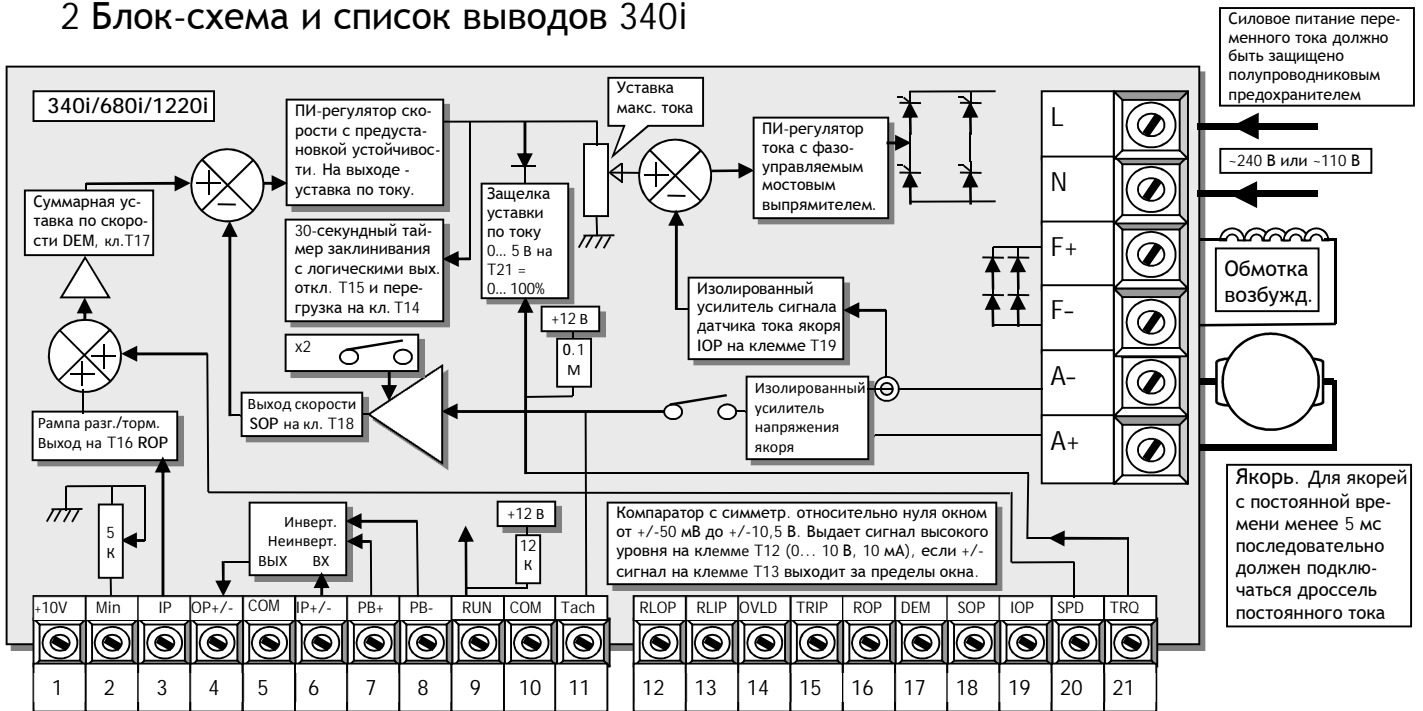 2 Блок-схема и список выводов 340i
Силовое питание пере-
менного тока должно
быть защищено
полупроводниковым
предохранителем
340i/680i/1220i
ПИ-регулятор ско-
рости с предуста-
новкой устойчивос-
ти. На выходе -
уставка по току.
Уставка
макс. тока
ПИ-регулятор
тока с фазо-
управляемым
мостовым
выпрямителем.
L
N
F+
F-
A-
A+
~240 В или ~110 В
Суммарная ус-
тавка по скоро-
сти DEM, кл.T17
30-секундный тай-
мер заклинивания
с логическими вых.
откл. T15 и пере-
грузка на кл. T14
Защелка
уставки
по току
0... 5 В на
T21 =
0... 100%
Изолированный
усилитель сигнала
датчика тока якоря
IOP на клемме T19
Обмотка
возбужд.
+12 В
0.1
М
x2
Выход скорости
SOP на кл. T18
Изолированный
усилитель
напряжения
якоря
Рампа разг./торм.
Выход на T16 ROP
Якорь. Для якорей
с постоянной вре-
мени менее 5 мс
последовательно
должен подклю-
чаться дроссель
постоянного тока
5
К
Инверт.
Неинверт.
ВЫХ ВХ
+12 В
12
К
Компаратор с симметр. относительно нуля окном
от +/-50 мВ до +/-10,5 В. Выдает сигнал высокого
уровня на клемме T12 (0... 10 В, 10 мА), если +/-
сигнал на клемме T13 выходит за пределы окна.
+10V Min IP OP+/- COM IP+/- PB+ PB- RUN COM Tach RLOP RLIP OVLD TRIP ROP DEM SOP IOP SPD TRQ
1 2 3 4 5 6 7 8 9 10 11 12 13 14 15 16 17 18 19 20 21